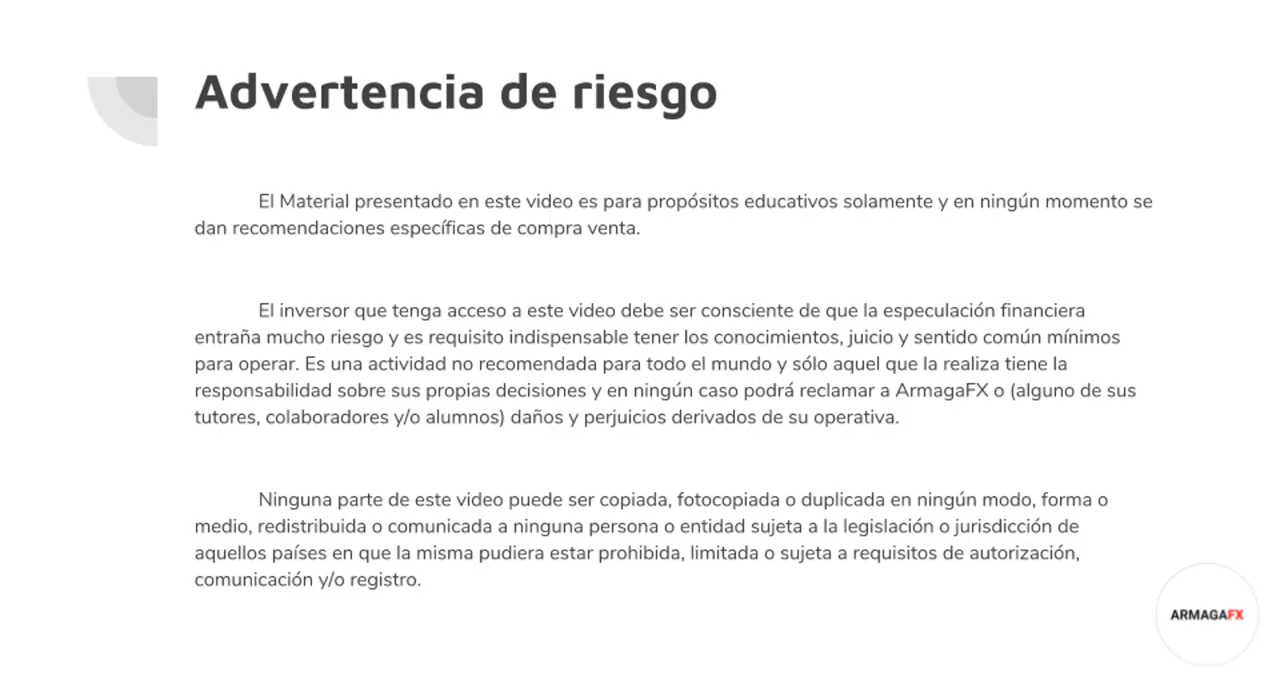 Advertencia de riesgo
El Material presentado en este video es para propósitos educativos solamente y en ningún momento se
dan recomendaciones específicas de compra venta.
El inversor que tenga acceso a este video debe ser consciente de que la especulación financiera
entraña mucho riesgo y es requisito indispensable tener los conocimientos, juicio y sentido común mínimos
para operar. Es una actividad no recomendada para todo el mundo y sólo aquel que la realiza tiene la
responsabilidad sobre sus propias decisiones y en ningún caso podrá reclamar a ArmagaFX o (alguno de sus
tutores, colaboradores y/o alumnos) daños y perjuicios derivados de su operativa.
Ninguna parte de este video puede ser copiada, fotocopiada o duplicada en ningún modo, forma o
medio, redistribuida o comunicada a ninguna persona o entidad sujeta a la legislación o jurisdicción de
aquellos países en que la misma pudiera estar prohibida, limitada o sujeta a requisitos de autorización,
comunicación y/o registro.
ARMAGAFX